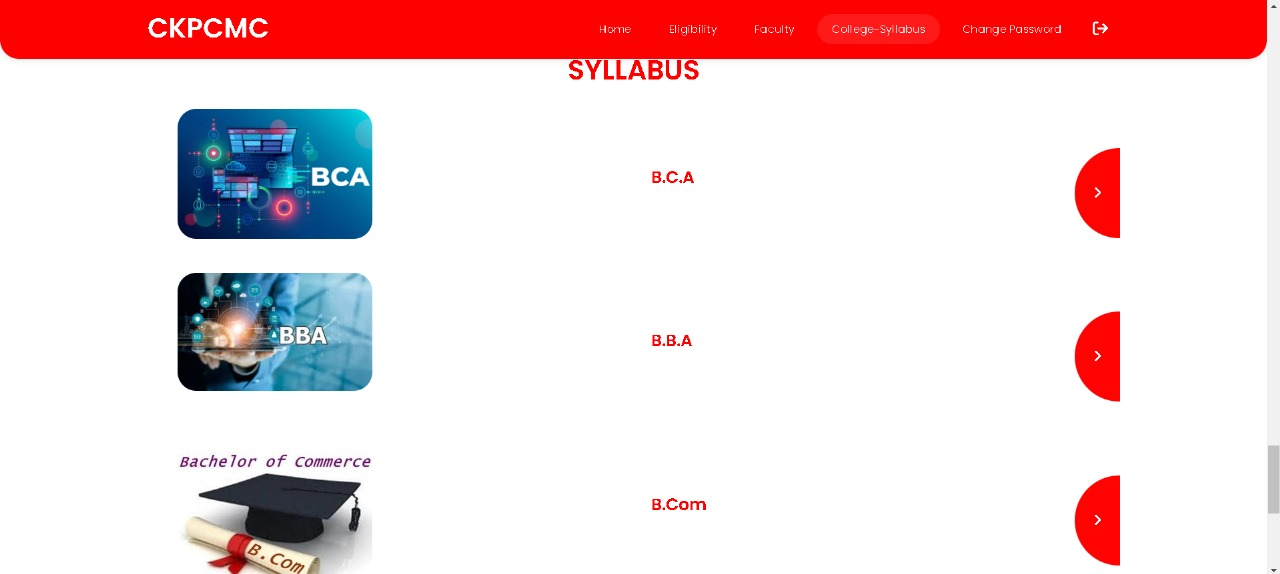 CKPCMC
Home Eligibility Faculty College-Syllabus Change Password
SYLLABUS
BCA
B.C.A
BBA
B.B.A
Bachelor of Commerce
B.Com
B.Com